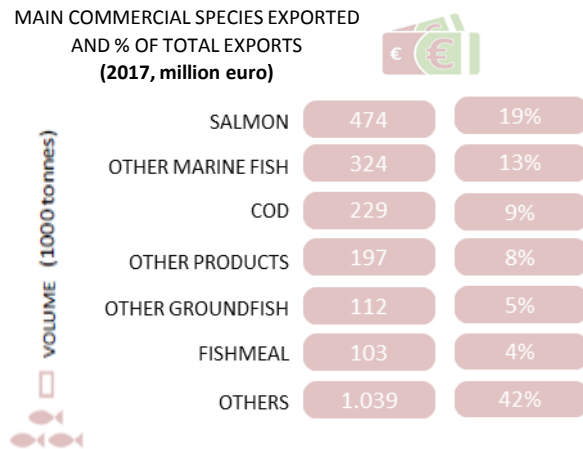 MAIN COMMERCIAL SPECIES EXPORTED
AND % OF TOTAL EXPORTS
(2017, million euro)
€ €
VOLUME (1000 tonnes)
SALMON 474 19%
OTHER MARINE FISH 324 13%
COD 229 9%
OTHER PRODUCTS 197 8%
OTHER GROUNDFISH 112 5%
FISHMEAL 103 4%
OTHERS 1.039 42%